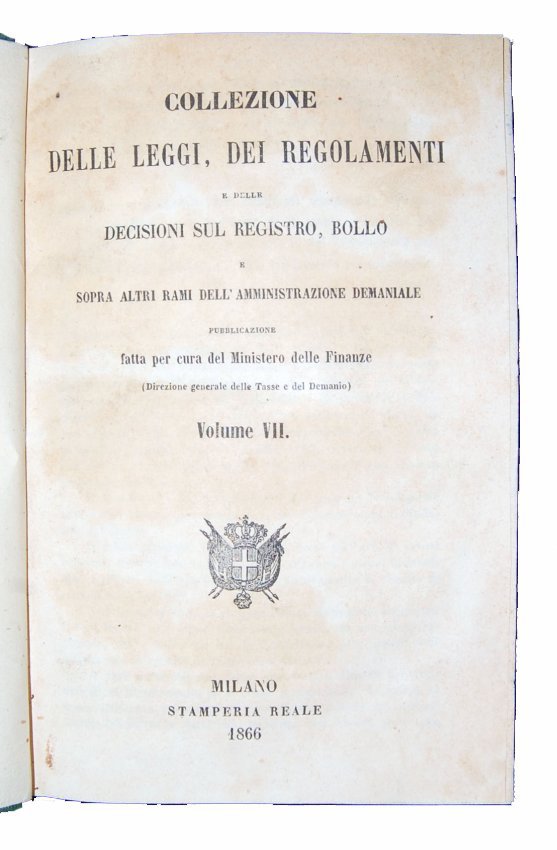 COLLEZIONE
DELLE LEGGI, DEI REGOLAMENTI
E DELLE
DECISIONI SUL REGISTRO, BOLLO
E
SOPRA ALTRI RAMI DELL'AMMINISTRAZIONE DEMANIALE
PUBBLICAZIONE
fatta per cura del Ministero delle Finanze
(Direzione generale delle Tasse e del Demanio)
Volume VII.
MILANO
STAMPERIA REALE
1866